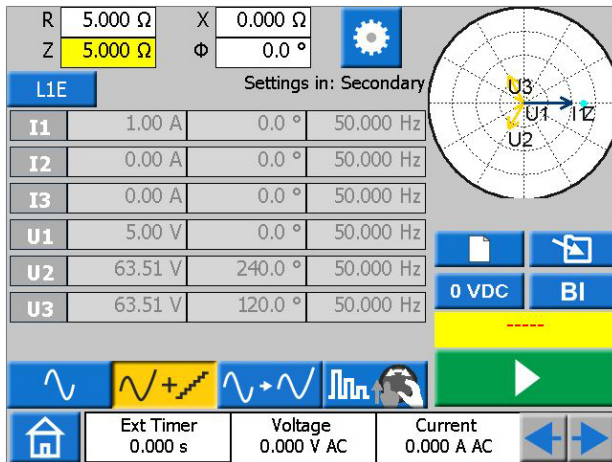 R 5.000 Ω X 0.000 Ω
Z 5.000 Ω Φ 0.0 °
L1E Settings in: Secondary
I1 1.00 A 0.0 ° 50.000 Hz
I2 0.00 A 0.0 ° 50.000 Hz
I3 0.00 A 0.0 ° 50.000 Hz
U1 5.00 V 0.0 ° 50.000 Hz
U2 63.51 V 240.0 ° 50.000 Hz
U3 63.51 V 120.0 ° 50.000 Hz
U3
U1 I1 Z
U2
0 VDC BI
-----
Ext Timer Voltage Current
0.000 s 0.000 V AC 0.000 A AC